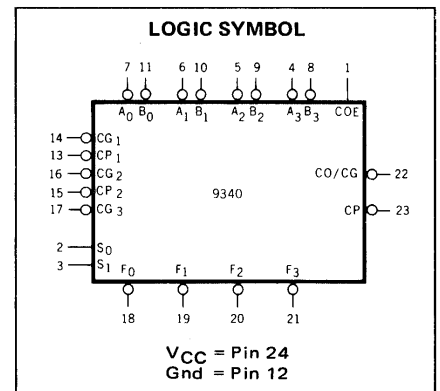 LOGIC SYMBOL
7 11 6 10 5 9 4 8 1
A0 B0 A1 B1 A2 B2 A3 B3 COE
14 CG1
13 CP1
16 CG2
15 CP2
17 CG3
2 S0
3 S1
9340
CO/CG 22
CP 23
F0 F1 F2 F3
18 19 20 21
VCC = Pin 24
Gnd = Pin 12